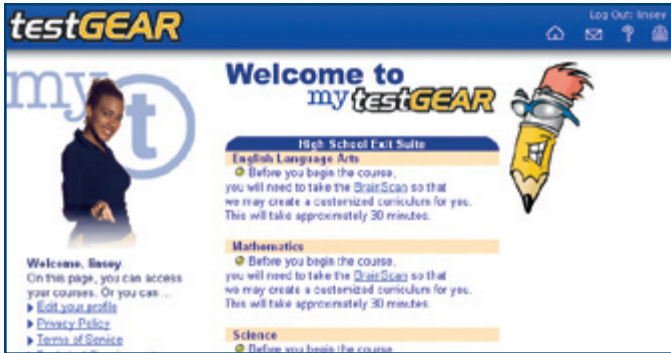 testGEAR
Log Out: linsey
my t
Welcome to
my testGEAR
High School Exit Suite
English Language Arts
Before you begin the course,
you will need to take the BrainScan so that
we may create a customized curriculum for you.
This will take approximately 30 minutes.
Mathematics
Before you begin the course,
you will need to take the BrainScan so that
we may create a customized curriculum for you.
This will take approximately 30 minutes.
Science
Before you begin the course,
Welcome, linsey.
On this page, you can access
your courses. Or you can ...
Edit your profile
Privacy Policy
Terms of Service